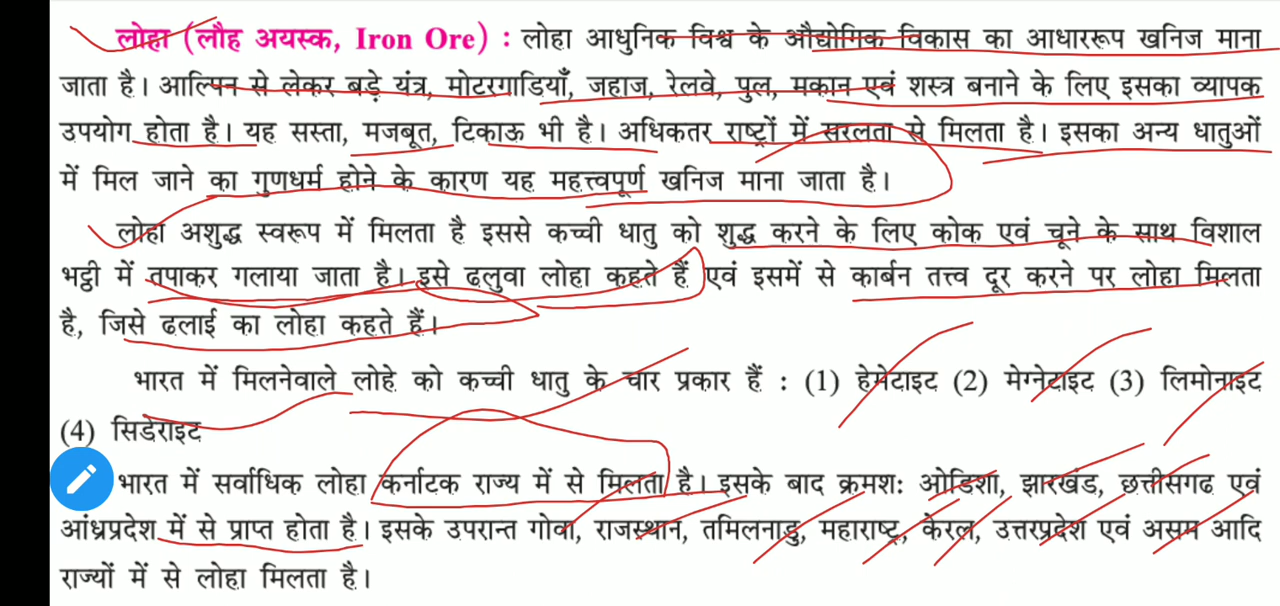 लोहा (लौह अयस्क, Iron Ore) : लोहा आधुनिक विश्व के औद्योगिक विकास का आधाररूप खनिज माना
जाता है। आल्पिन से लेकर बड़े यंत्र, मोटरगाडियाँ, जहाज, रेलवे, पुल, मकान एवं शस्त्र बनाने के लिए इसका व्यापक
उपयोग होता है। यह सस्ता, मजबूत, टिकाऊ भी है। अधिकतर राष्ट्रों में सरलता से मिलता है। इसका अन्य धातुओं
में मिल जाने का गुणधर्म होने के कारण यह महत्त्वपूर्ण खनिज माना जाता है।
लोहा अशुद्ध स्वरूप में मिलता है इससे कच्ची धातु को शुद्ध करने के लिए कोक एवं चूने के साथ विशाल
भट्ठी में तपाकर गलाया जाता है। इसे ढलुवा लोहा कहते हैं एवं इसमें से कार्बन तत्त्व दूर करने पर लोहा मिलता
है, जिसे ढलाई का लोहा कहते हैं।
भारत में मिलनेवाले लोहे को कच्ची धातु के चार प्रकार हैं : (1) हेमेटाइट (2) मेग्नेटाइट (3) लिमोनाइट
(4) सिडेराइट
भारत में सर्वाधिक लोहा कर्नाटक राज्य में से मिलता है। इसके बाद क्रमशः ओडिशा, झारखंड, छत्तीसगढ एवं
आंध्रप्रदेश में से प्राप्त होता है। इसके उपरान्त गोवा, राजस्थान, तमिलनाडु, महाराष्ट्र, केरल, उत्तरप्रदेश एवं असम आदि
राज्यों में से लोहा मिलता है।